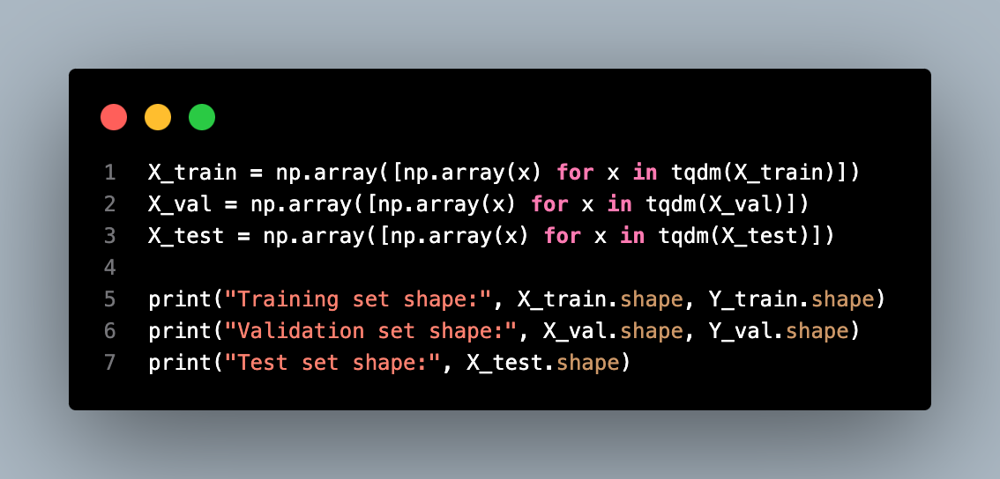 1 X_train = np.array([np.array(x) for x in tqdm(X_train)])
2 X_val = np.array([np.array(x) for x in tqdm(X_val)])
3 X_test = np.array([np.array(x) for x in tqdm(X_test)])
4
5 print("Training set shape:", X_train.shape, Y_train.shape)
6 print("Validation set shape:", X_val.shape, Y_val.shape)
7 print("Test set shape:", X_test.shape)